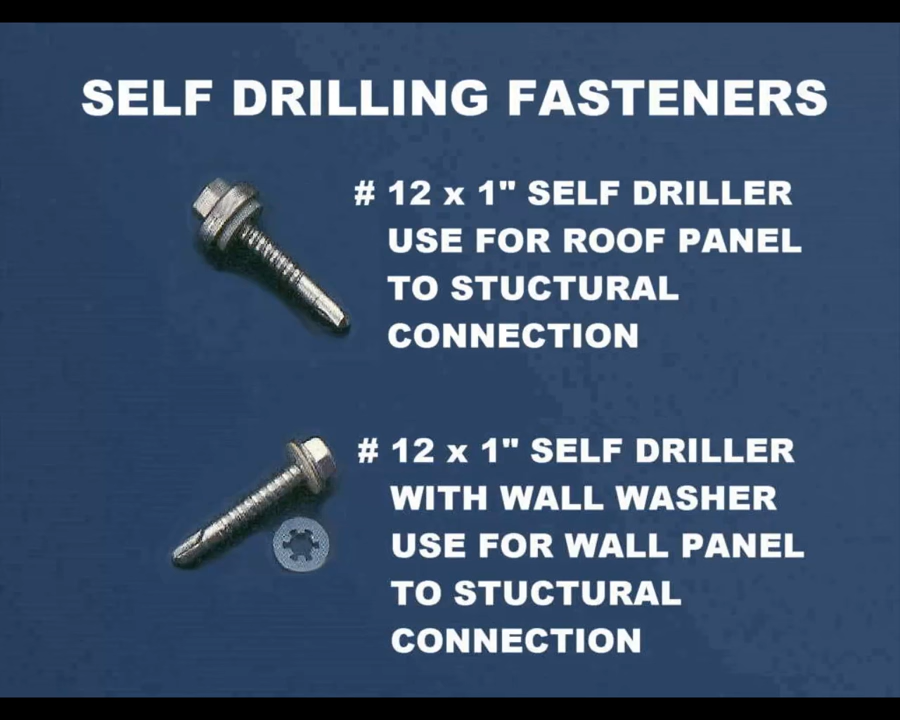 SELF DRILLING FASTENERS
# 12 x 1" SELF DRILLER
USE FOR ROOF PANEL
TO STUCTURAL
CONNECTION
# 12 x 1" SELF DRILLER
WITH WALL WASHER
USE FOR WALL PANEL
TO STUCTURAL
CONNECTION